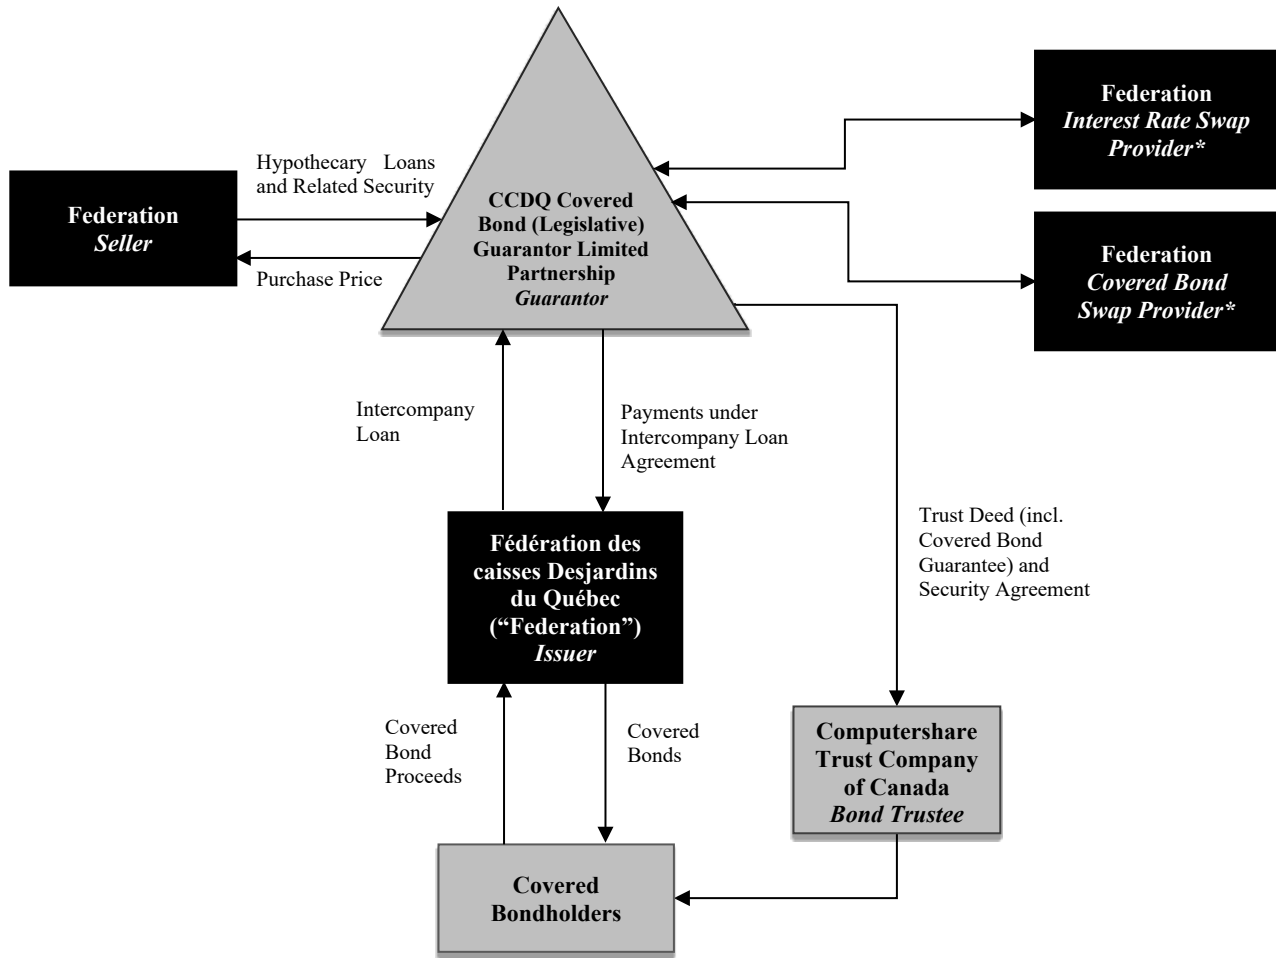 Federation
Interest Rate Swap
Provider*
Hypothecary Loans
and Related Security
Federation
Seller
Purchase Price
CCDQ Covered
Bond (Legislative)
Guarantor Limited
Partnership
Guarantor
Federation
Covered Bond
Swap Provider*
Intercompany
Loan
Payments under
Intercompany Loan
Agreement
Trust Deed (incl.
Covered Bond
Guarantee) and
Security Agreement
Fédération des
caisses Desjardins
du Québec
(“Federation”)
Issuer
Covered
Bond
Proceeds
Covered
Bonds
Computershare
Trust Company
of Canada
Bond Trustee
Covered
Bondholders